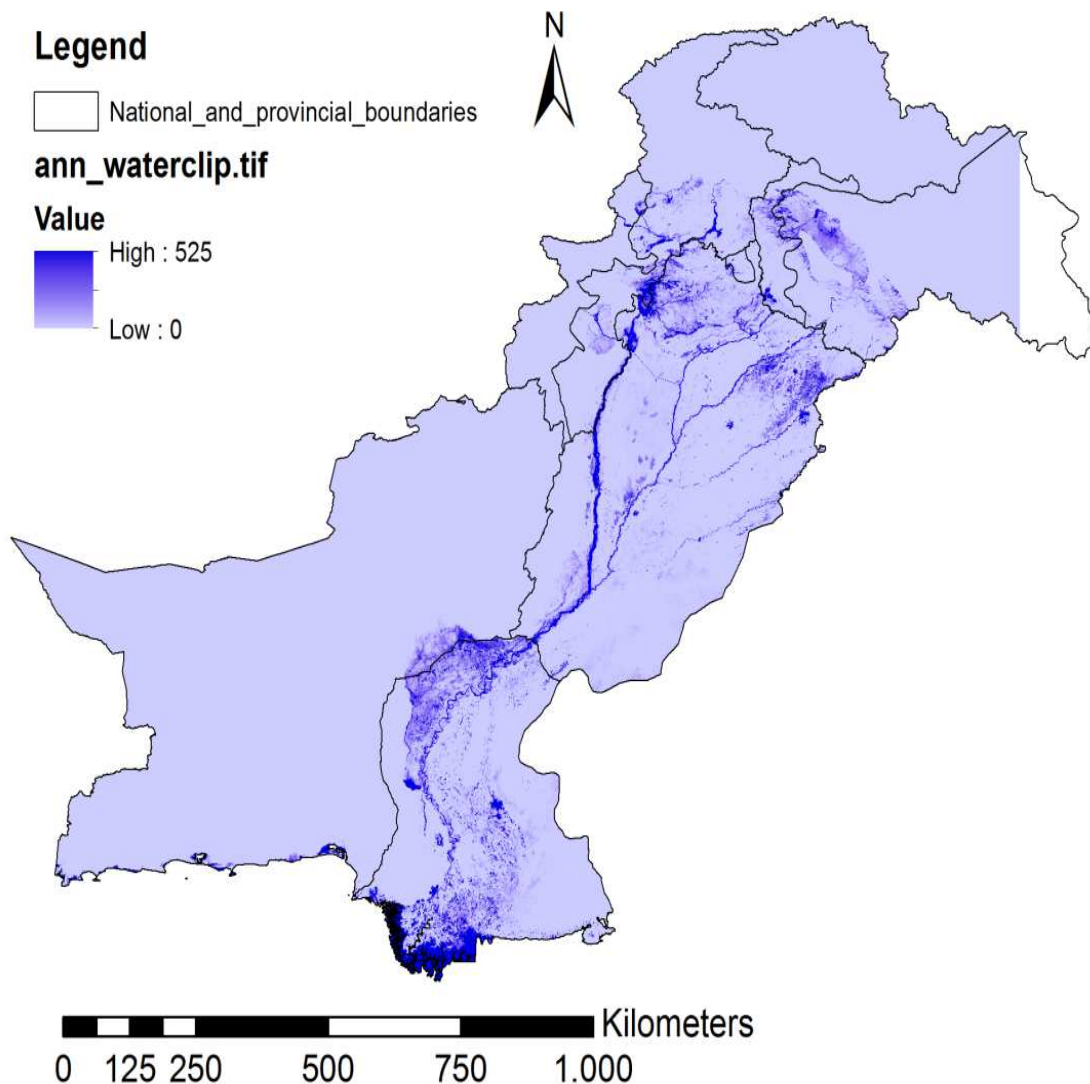 Legend
N
National_and_provincial_boundaries
ann_waterclip.tif
Value
High : 525
Low : 0
Kilometers
0 125 250 500 750 1.000